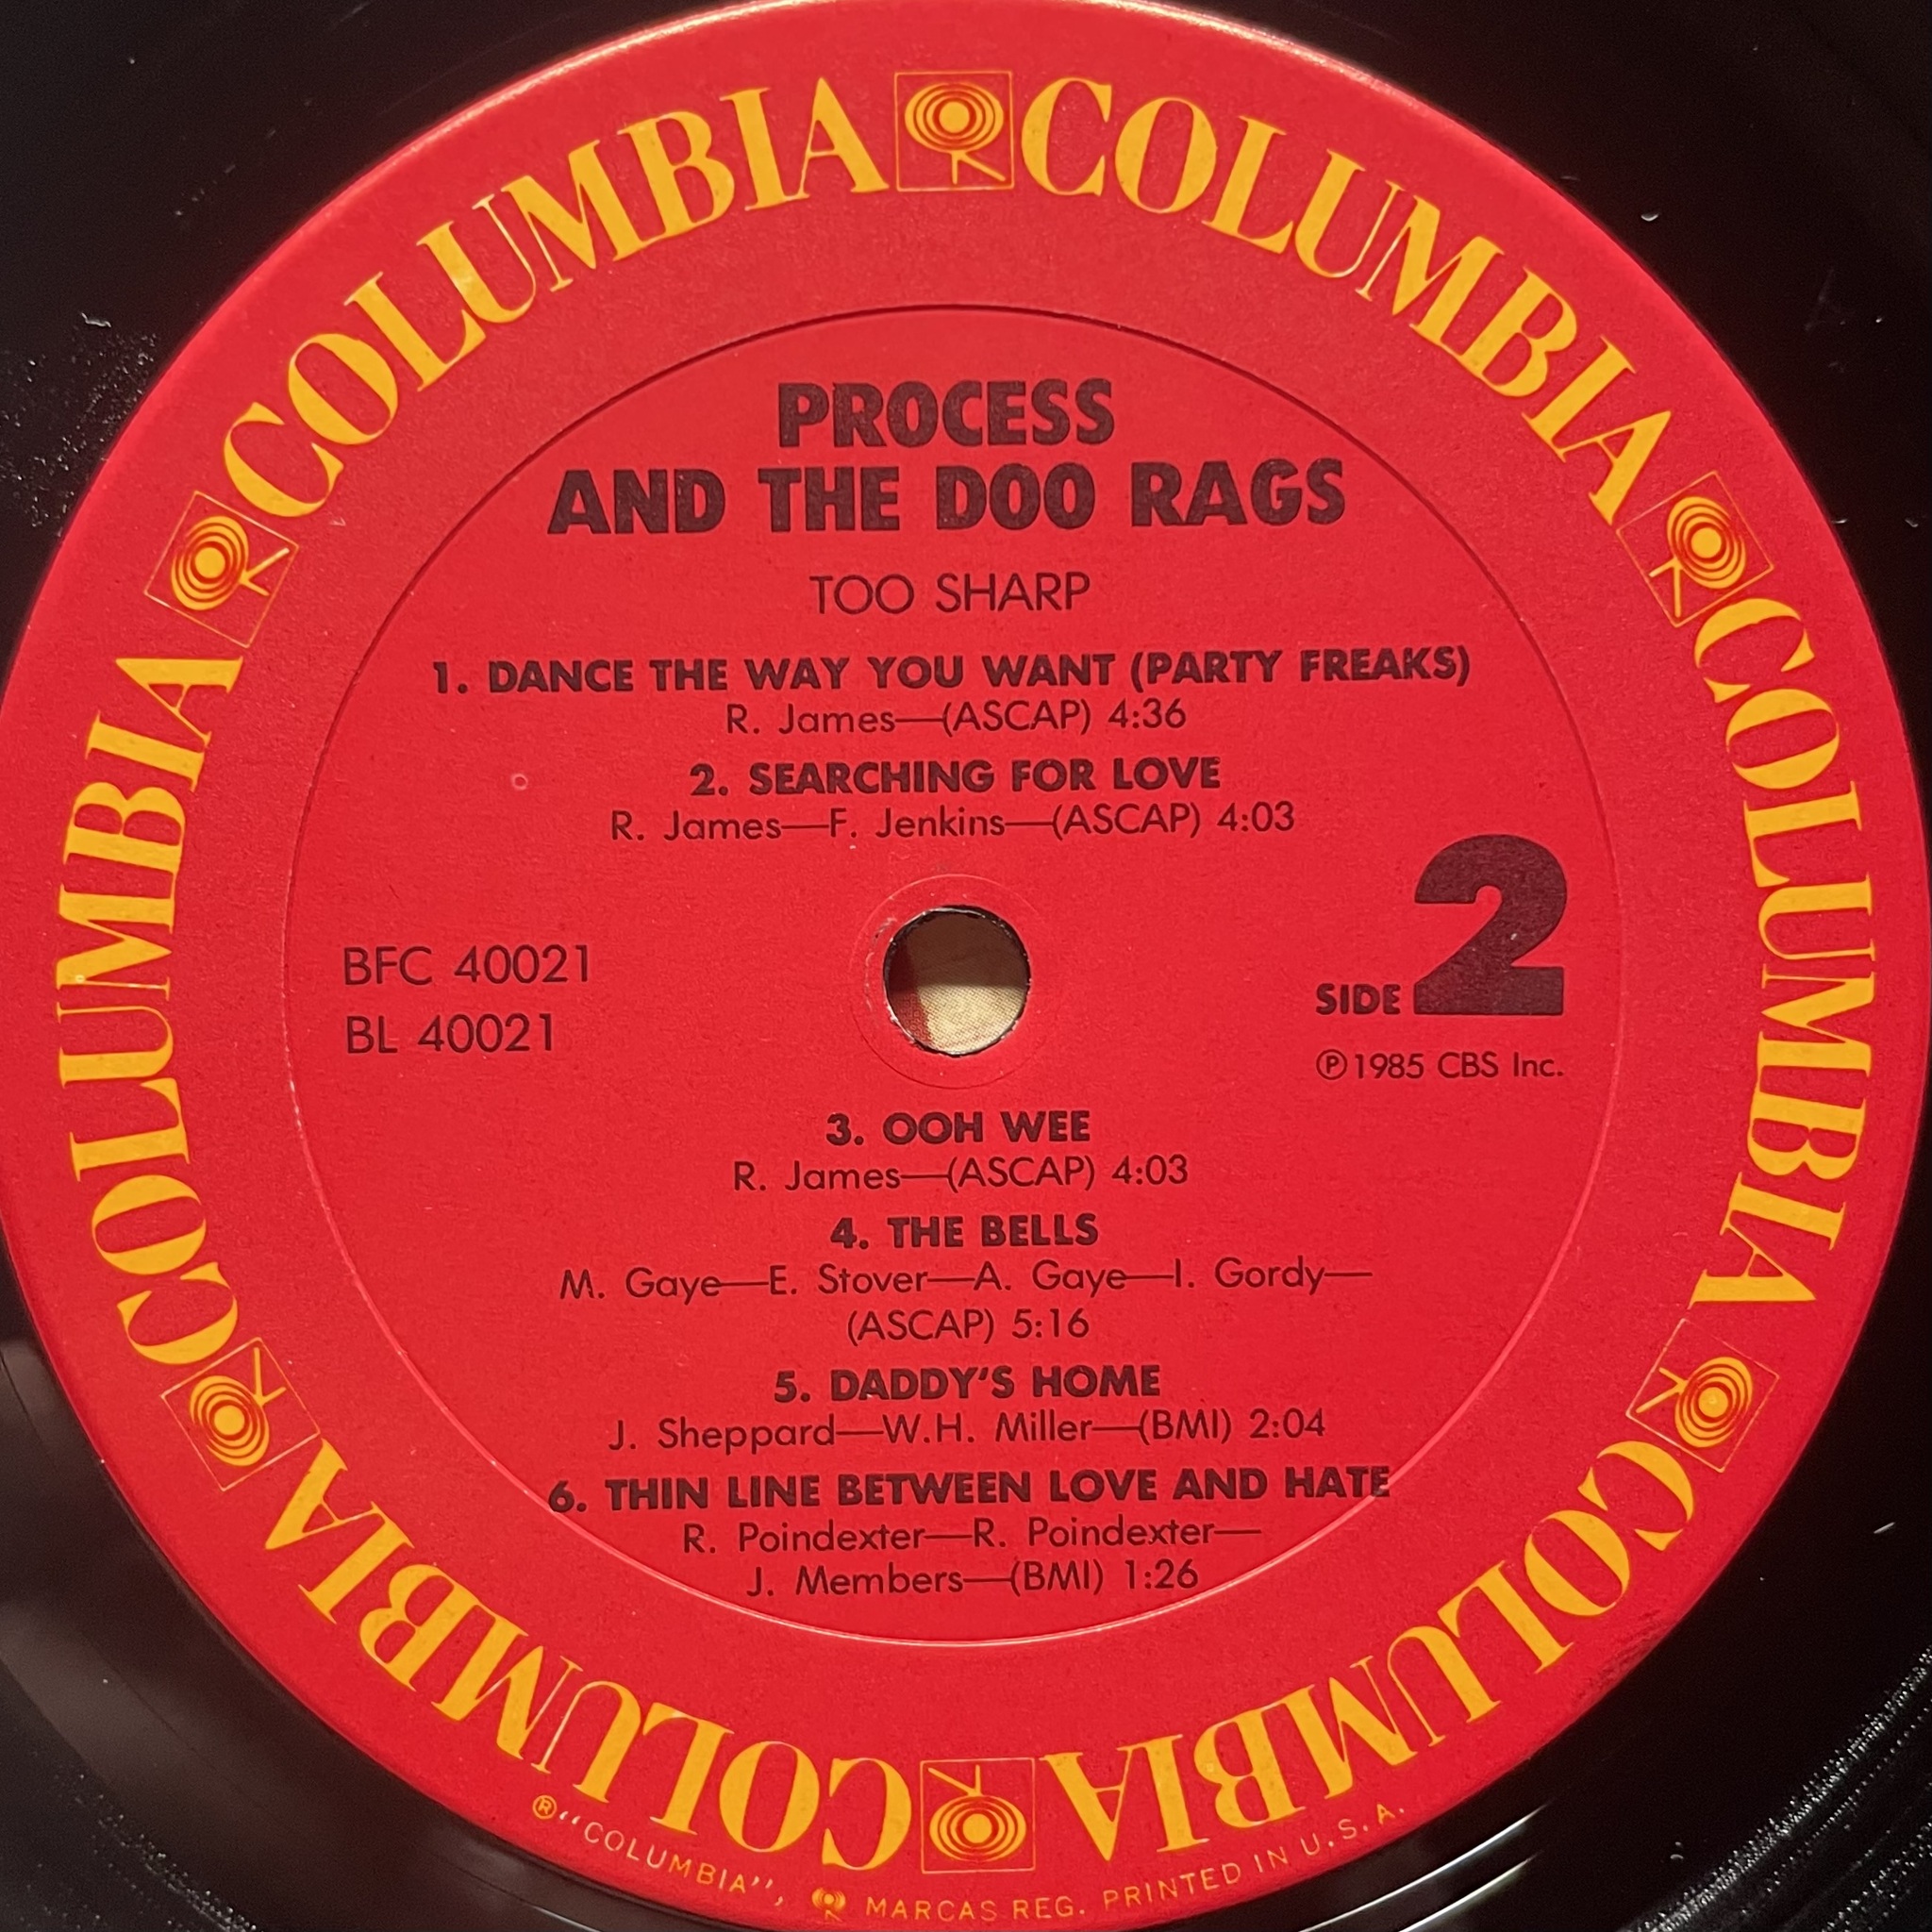 COLUMBIA COLUMBIA COLUMBIA COLUMBIA COLUMBIA COLUMBIA
PROCESS
AND THE DOO RAGS
TOO SHARP
1. DANCE THE WAY YOU WANT (PARTY FREAKS)
R. James—(ASCAP) 4:36
2. SEARCHING FOR LOVE
R. James—F. Jenkins—(ASCAP) 4:03
BFC 40021
BL 40021
SIDE 2
℗1985 CBS Inc.
3. OOH WEE
R. James—(ASCAP) 4:03
4. THE BELLS
M. Gaye—E. Stover—A. Gaye—I. Gordy—
(ASCAP) 5:16
5. DADDY'S HOME
J. Sheppard—W.H. Miller—(BMI) 2:04
6. THIN LINE BETWEEN LOVE AND HATE
R. Poindexter—R. Poindexter—
J. Members—(BMI) 1:26
®"COLUMBIA", MARCAS REG. PRINTED IN U.S.A.